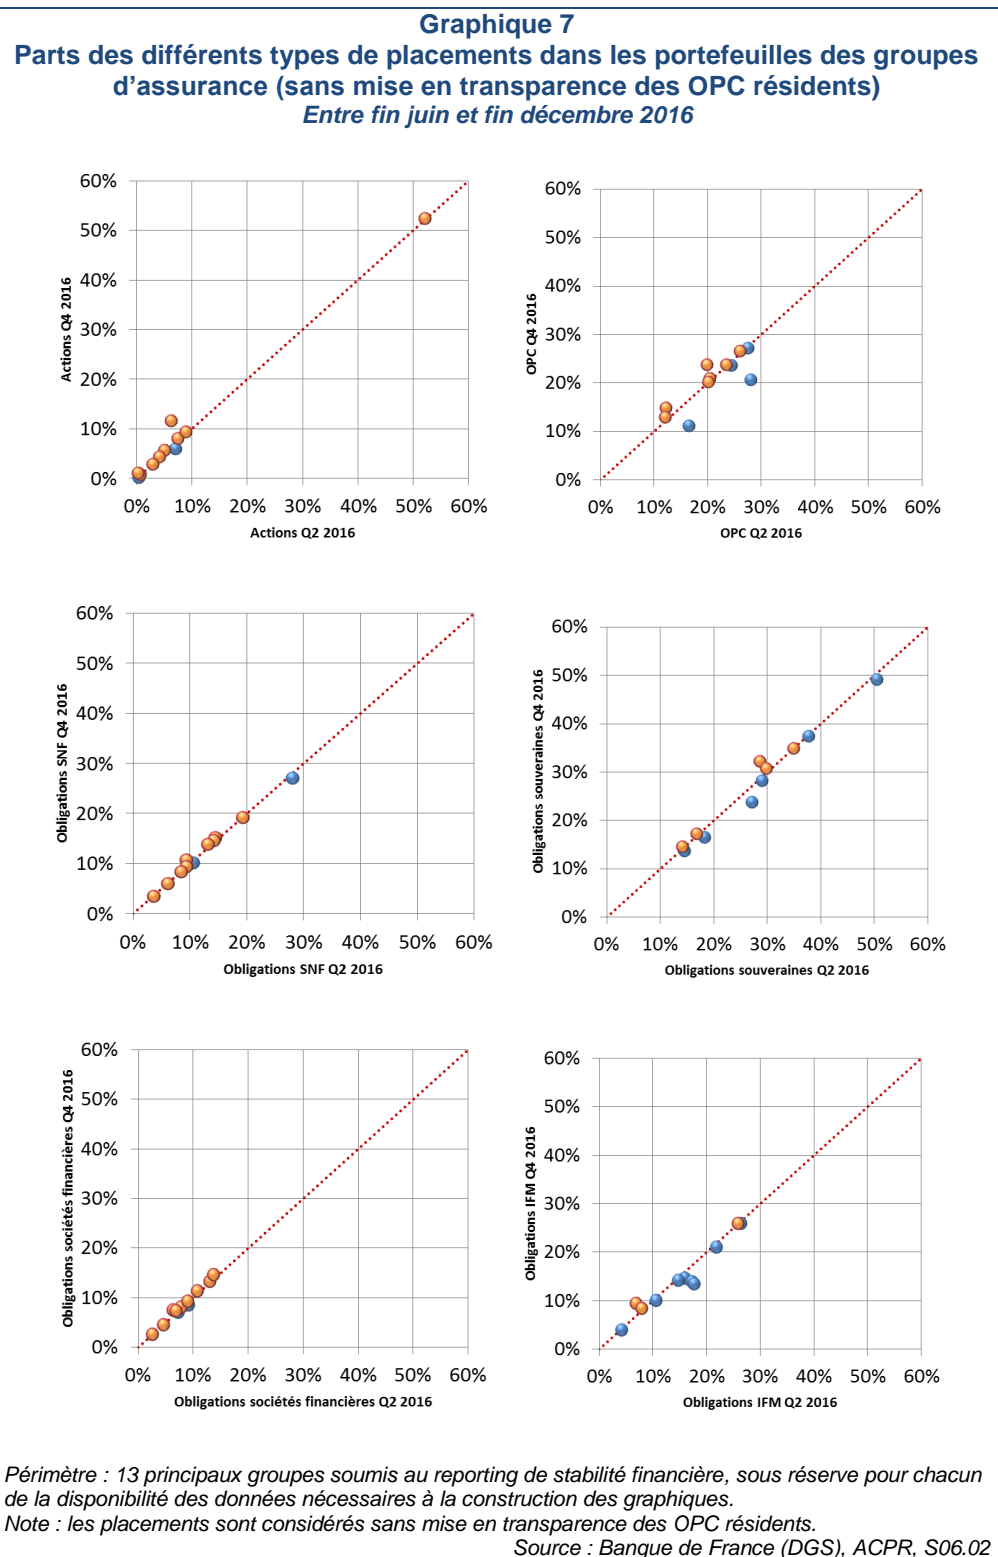 Graphique 7
Parts des différents types de placements dans les portefeuilles des groupes
d'assurance (sans mise en transparence des OPC résidents)
Entre fin juin et fin décembre 2016
60%
50%
40%
30%
20%
10%
0%
Actions Q4 2016
0% 10% 20% 30% 40% 50% 60%
Actions Q2 2016
60%
50%
40%
30%
20%
10%
0%
OPC Q4 2016
0% 10% 20% 30% 40% 50% 60%
OPC Q2 2016
60%
50%
40%
30%
20%
10%
0%
Obligations SNF Q4 2016
0% 10% 20% 30% 40% 50% 60%
Obligations SNF Q2 2016
60%
50%
40%
30%
20%
10%
0%
Obligations souveraines Q4 2016
0% 10% 20% 30% 40% 50% 60%
Obligations souveraines Q2 2016
60%
50%
40%
30%
20%
10%
0%
Obligations sociétés financières Q4 2016
0% 10% 20% 30% 40% 50% 60%
Obligations sociétés financières Q2 2016
60%
50%
40%
30%
20%
10%
0%
Obligations IFM Q4 2016
0% 10% 20% 30% 40% 50% 60%
Obligations IFM Q2 2016
Périmètre : 13 principaux groupes soumis au reporting de stabilité financière, sous réserve pour chacun
de la disponibilité des données nécessaires à la construction des graphiques.
Note : les placements sont considérés sans mise en transparence des OPC résidents.
Source : Banque de France (DGS), ACPR, S06.02